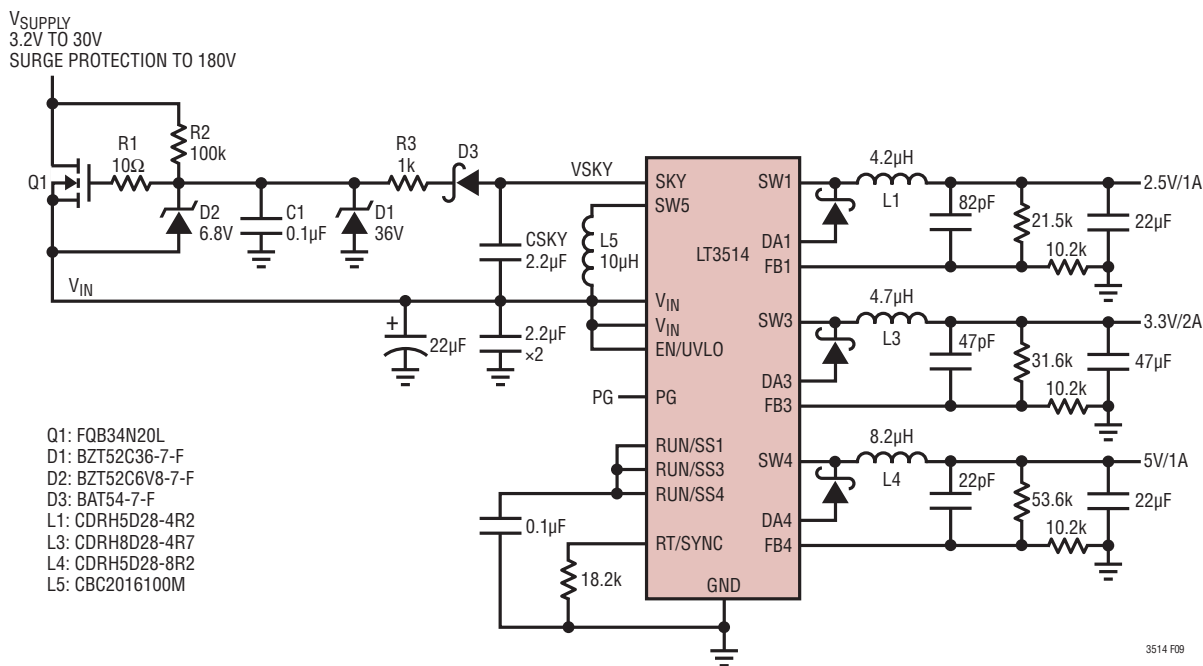 VSUPPLY
3.2V TO 30V
SURGE PROTECTION TO 180V
R1
10Ω
R2
100k
Q1
D2
6.8V
C1
0.1µF
D1
36V
R3
1k
D3
VSKY
CSKY
2.2µF
L5
10µH
VIN
+
22µF
2.2µF
×2
PG
0.1µF
18.2k
SKY
SW5
VIN
VIN
EN/UVLO
PG
RUN/SS1
RUN/SS3
RUN/SS4
RT/SYNC
GND
LT3514
SW1
DA1
FB1
SW3
DA3
FB3
SW4
DA4
FB4
4.2µH
L1
82pF
21.5k
10.2k
22µF
2.5V/1A
4.7µH
L3
47pF
31.6k
10.2k
47µF
3.3V/2A
8.2µH
L4
22pF
53.6k
10.2k
22µF
5V/1A
Q1: FQB34N20L
D1: BZT52C36-7-F
D2: BZT52C6V8-7-F
D3: BAT54-7-F
L1: CDRH5D28-4R2
L3: CDRH8D28-4R7
L4: CDRH5D28-8R2
L5: CBC2016100M
3514 F09